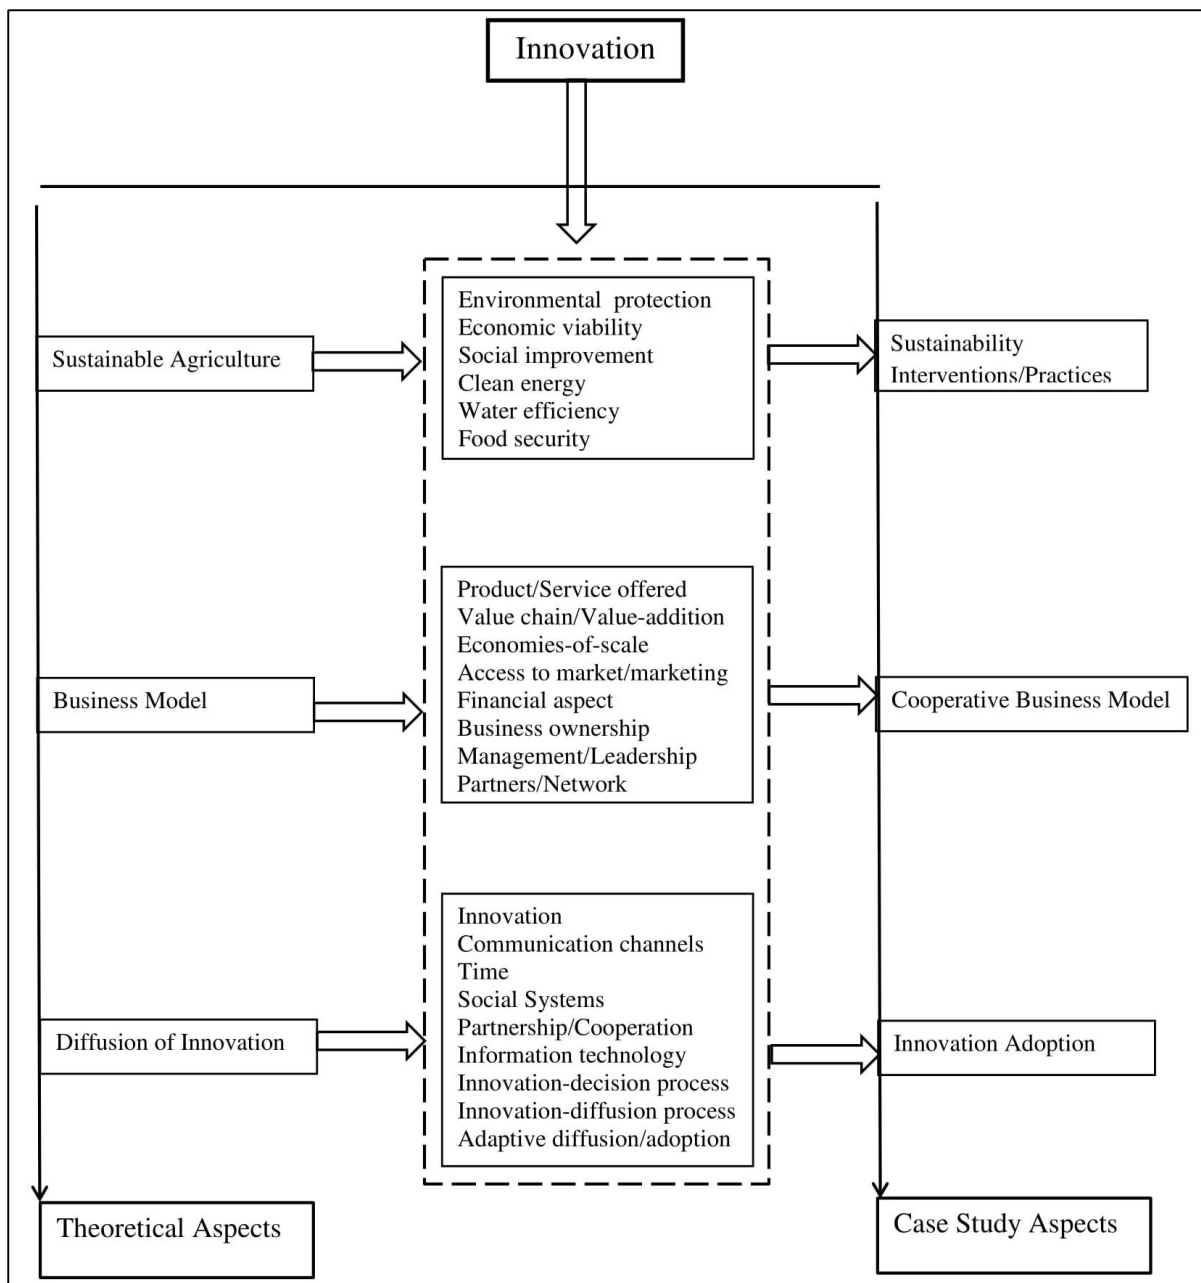 Innovation
Sustainable Agriculture
Environmental protection
Economic viability
Social improvement
Clean energy
Water efficiency
Food security
Sustainability
Interventions/Practices
Business Model
Product/Service offered
Value chain/Value-addition
Economies-of-scale
Access to market/marketing
Financial aspect
Business ownership
Management/Leadership
Partners/Network
Cooperative Business Model
Diffusion of Innovation
Innovation
Communication channels
Time
Social Systems
Partnership/Cooperation
Information technology
Innovation-decision process
Innovation-diffusion process
Adaptive diffusion/adoption
Innovation Adoption
Theoretical Aspects
Case Study Aspects